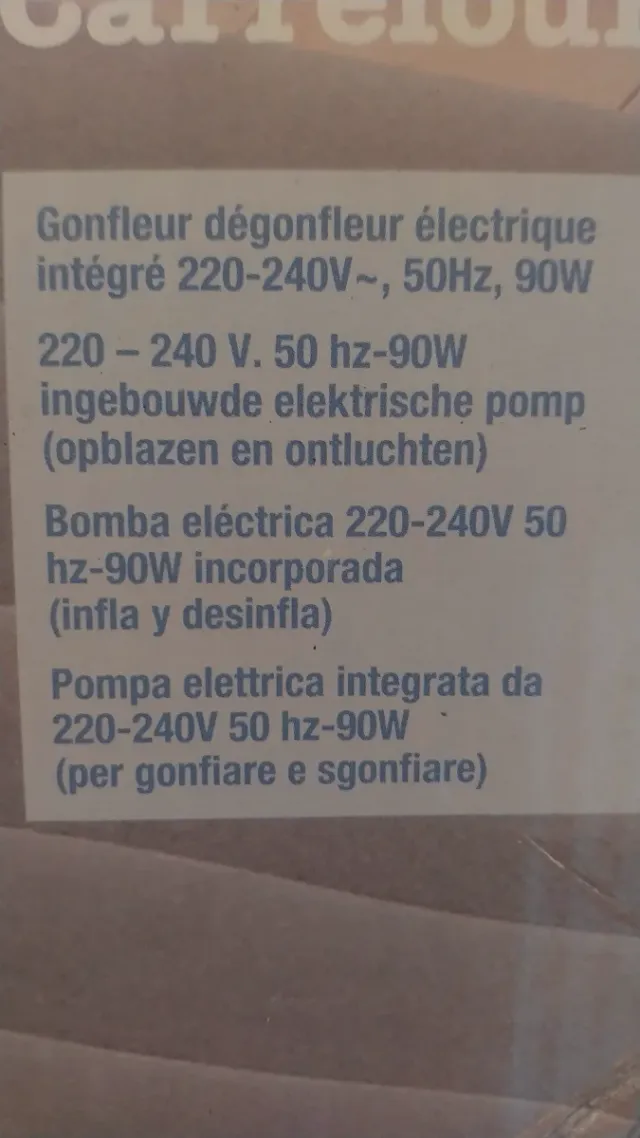 Carrefour
Gonfleur dégonfleur électrique
intégré 220-240V~, 50Hz, 90W
220 – 240 V. 50 hz-90W
ingebouwde elektrische pomp
(opblazen en ontluchten)
Bomba eléctrica 220-240V 50
hz-90W incorporada
(infla y desinfla)
Pompa elettrica integrata da
220-240V 50 hz-90W
(per gonfiare e sgonfiare)